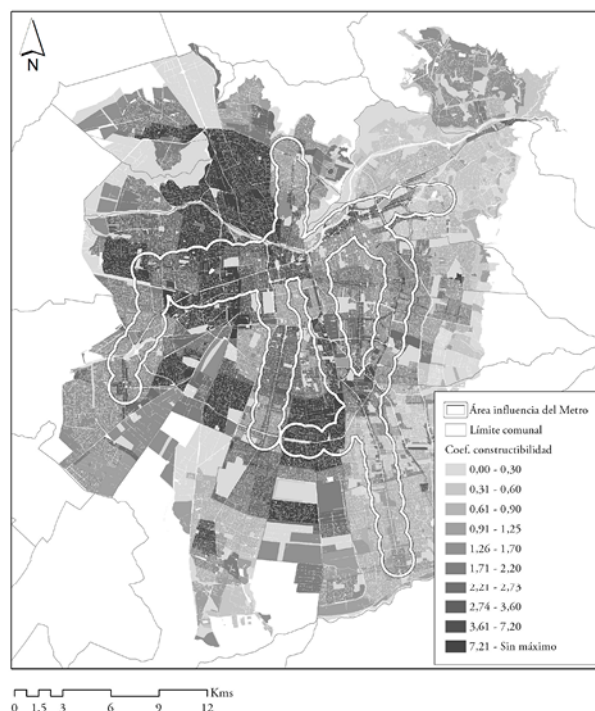 N
Área influencia del Metro
Límite comunal
Coef. constructibilidad
0,00 - 0,30
0,31 - 0,60
0,61 - 0,90
0,91 - 1,25
1,26 - 1,70
1,71 - 2,20
2,21 - 2,73
2,74 - 3,60
3,61 - 7,20
7,21 - Sin máximo
Kms
0 1,5 3 6 9 12